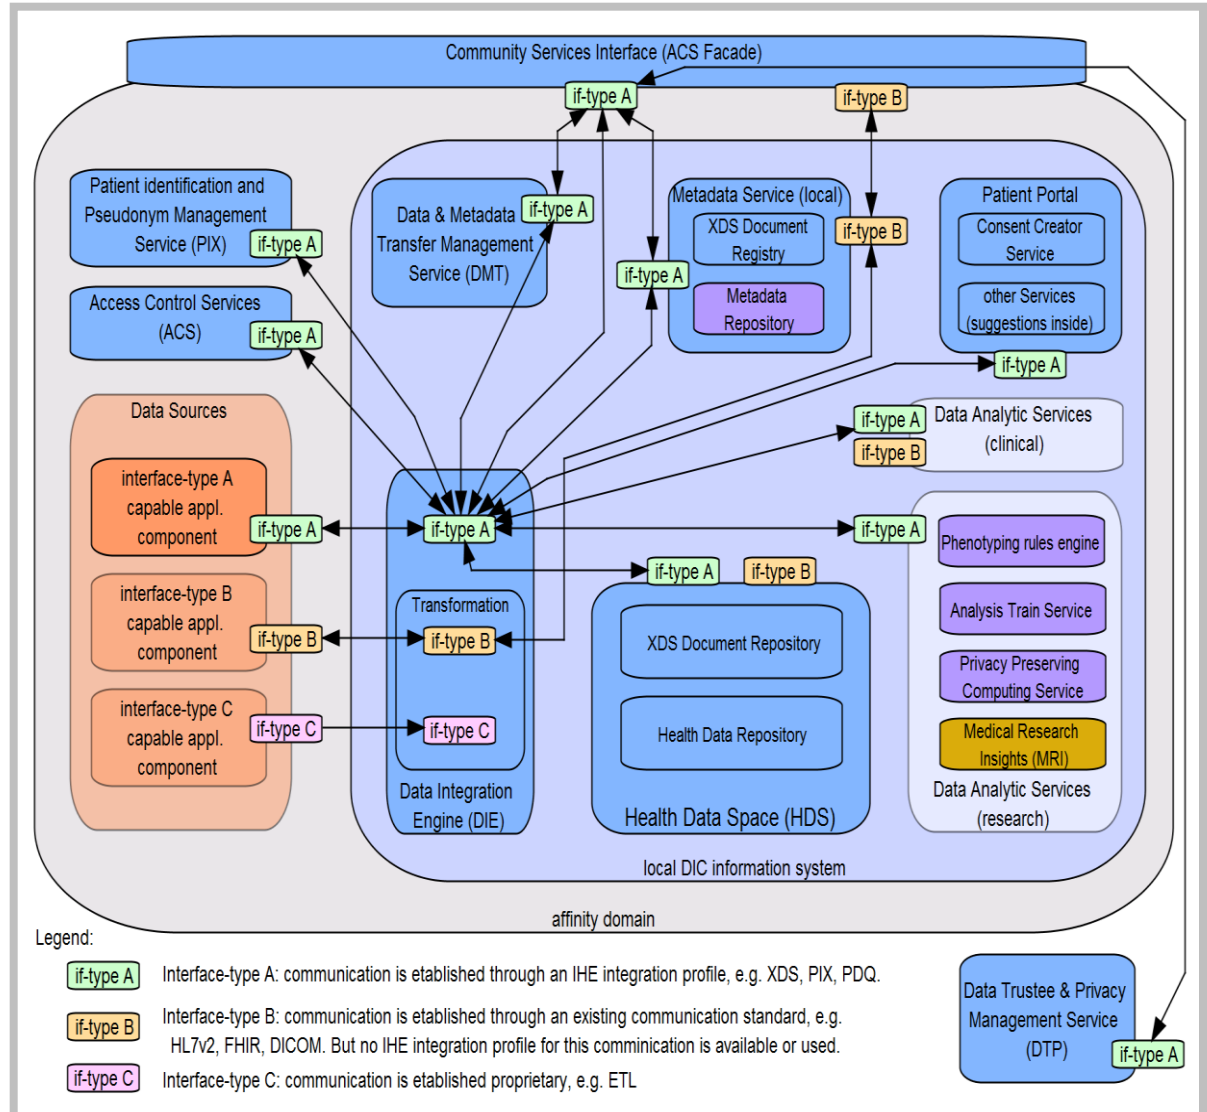 Community Services Interface (ACS Facade)
if-type A
if-type B
Patient identification and
Pseudonym Management
Service (PIX)
if-type A
Access Control Services
(ACS)
if-type A
Data & Metadata
Transfer Management
Service (DMT)
if-type A
Metadata Service (local)
XDS Document
Registry
Metadata
Repository
if-type A
if-type B
Patient Portal
Consent Creator
Service
other Services
(suggestions inside)
if-type A
Data Sources
interface-type A
capable appl.
component
if-type A
interface-type B
capable appl.
component
if-type B
interface-type C
capable appl.
component
if-type C
if-type A
Transformation
if-type B
if-type C
Data Integration
Engine (DIE)
if-type A
if-type B
XDS Document Repository
Health Data Repository
Health Data Space (HDS)
if-type A
if-type B
Data Analytic Services
(clinical)
if-type A
Phenotyping rules engine
Analysis Train Service
Privacy Preserving
Computing Service
Medical Research
Insights (MRI)
Data Analytic Services
(research)
local DIC information system
affinity domain
Legend:
if-type A
Interface-type A: communication is etablished through an IHE integration profile, e.g. XDS, PIX, PDQ.
if-type B
Interface-type B: communication is etablished through an existing communication standard, e.g.
HL7v2, FHIR, DICOM. But no IHE integration profile for this comminication is available or used.
if-type C
Interface-type C: communication is etablished proprietary, e.g. ETL
Data Trustee & Privacy
Management Service
(DTP)
if-type A